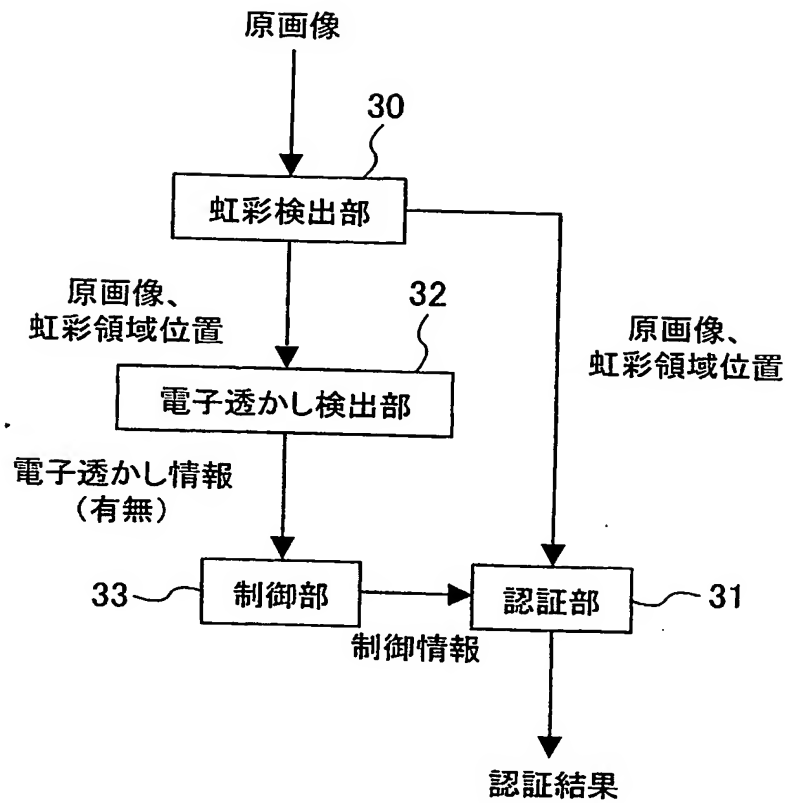 原画像
30
虹彩検出部
原画像、
虹彩領域位置
32
原画像、
虹彩領域位置
電子透かし検出部
電子透かし情報
（有無）
33
制御部
認証部
31
制御情報
認証結果